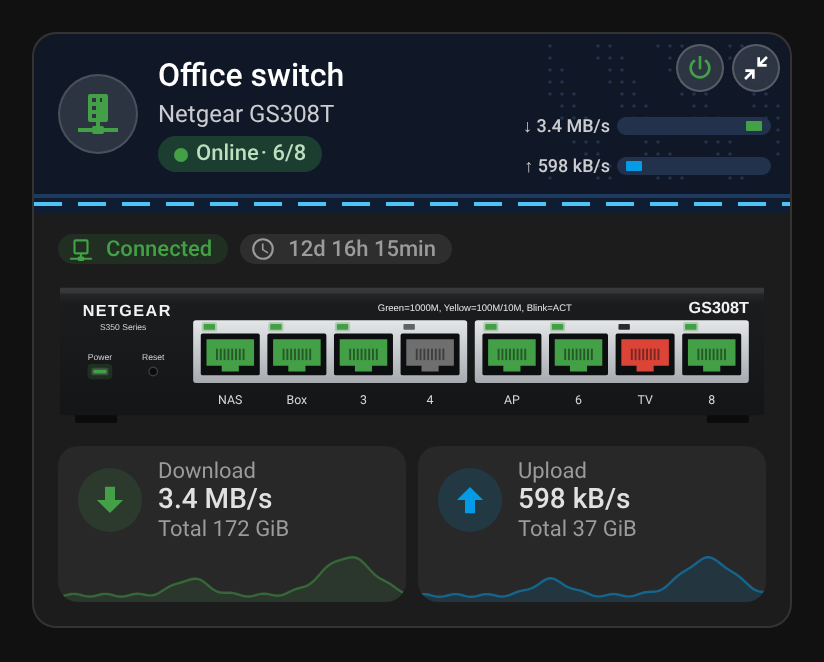 Office switch
Netgear GS308T
Online· 6/8
↓ 3.4 MB/s
↑ 598 kB/s
Connected
12d 16h 15min
NETGEAR
S350 Series
Green=1000M, Yellow=100M/10M, Blink=ACT
GS308T
Power
Reset
NAS
Box
3
4
AP
6
TV
8
Download
3.4 MB/s
Total 172 GiB
Upload
598 kB/s
Total 37 GiB